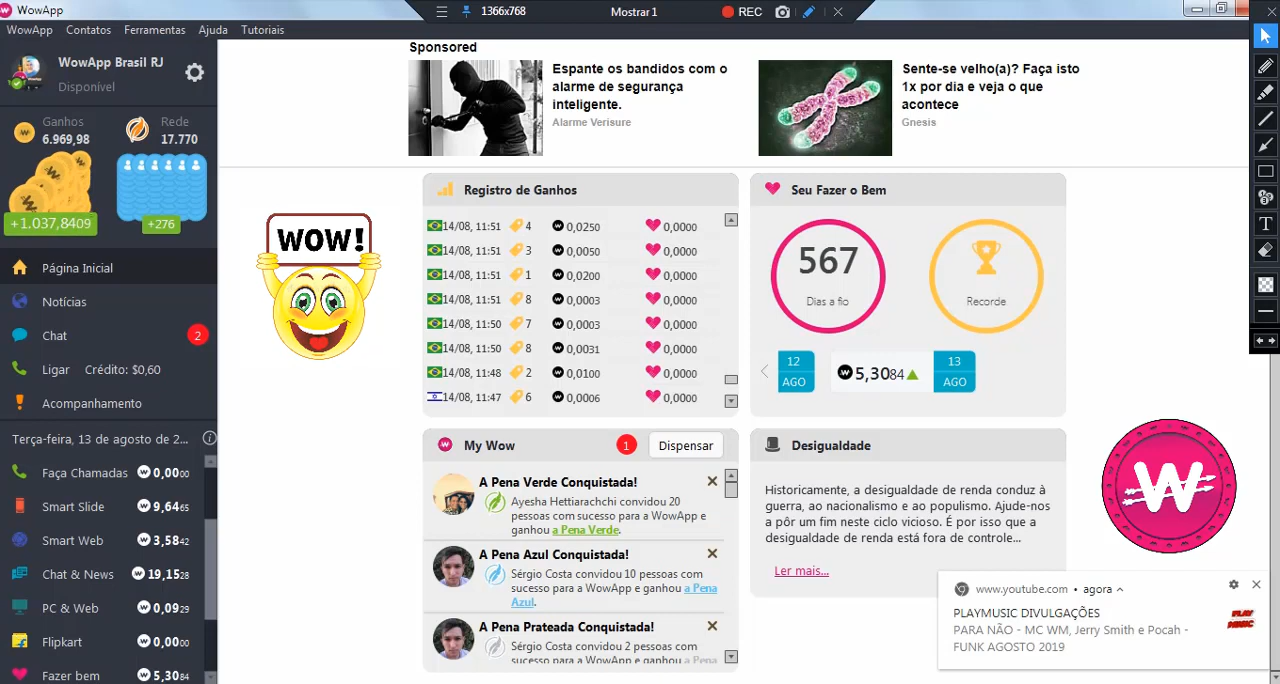 WowApp
1366x768
Mostrar1
REC
WowApp Contatos Ferramentas Ajuda Tutoriais
WowApp Brasil RJ
Disponível
Ganhos
6.969,98
Rede
17.770
+1.037,8409
+276
Página Inicial
Notícias
Chat 2
Ligar Crédito: $0,60
Acompanhamento
Terça-feira, 13 de agosto de 2...
Faça Chamadas 0,0000
Smart Slide 9,6465
Smart Web 3,5842
Chat & News 19,1528
PC & Web 0,0929
Flipkart 0,0000
Fazer bem 5,3084
Sponsored
Espante os bandidos com o
alarme de segurança
inteligente.
Alarme Verisure
Sente-se velho(a)? Faça isto
1x por dia e veja o que
acontece
Gnesis
WOW!
Registro de Ganhos
14/08, 11:51 4 0,0250 0,0000
14/08, 11:51 3 0,0050 0,0000
14/08, 11:51 1 0,0200 0,0000
14/08, 11:51 8 0,0003 0,0000
14/08, 11:50 7 0,0003 0,0000
14/08, 11:50 8 0,0031 0,0000
14/08, 11:48 2 0,0100 0,0000
14/08, 11:47 6 0,0006 0,0000
Seu Fazer o Bem
567
Dias a fio
Recorde
12
AGO
5,3084
13
AGO
My Wow 1 Dispensar
A Pena Verde Conquistada!
Ayesha Hettiarachchi convidou 20
pessoas com sucesso para a WowApp e
ganhou a Pena Verde.
A Pena Azul Conquistada!
Sérgio Costa convidou 10 pessoas com
sucesso para a WowApp e ganhou a Pena
Azul.
A Pena Prateada Conquistada!
Sérgio Costa convidou 2 pessoas com
sucesso para a WowApp e ganhou a Pena
Desigualdade
Historicamente, a desigualdade de renda conduz à
guerra, ao nacionalismo e ao populismo. Ajude-nos
a pôr um fim neste ciclo vicioso. É por isso que a
desigualdade de renda está fora de controle...
Ler mais...
W
www.youtube.com • agora
PLAYMUSIC DIVULGAÇÕES
PARA NÃO - MC WM, Jerry Smith e Pocah -
FUNK AGOSTO 2019
PLAY
MUSIC
T